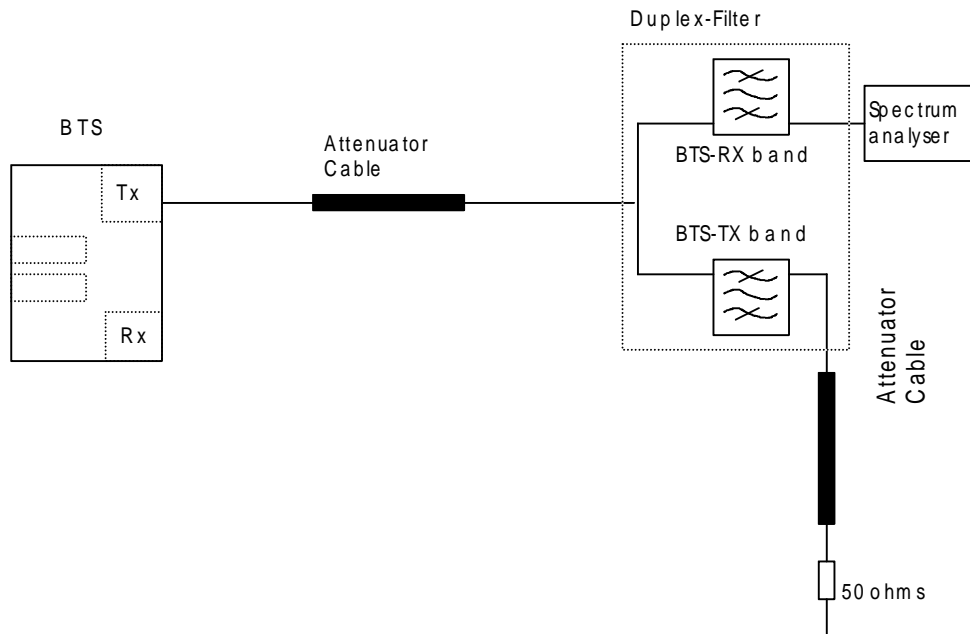 Duplex-Filter
BTS
Tx
Rx
Attenuator
Cable
BTS-RX band
BTS-TX band
Spectrum
analyser
Attenuator
Cable
50 ohms